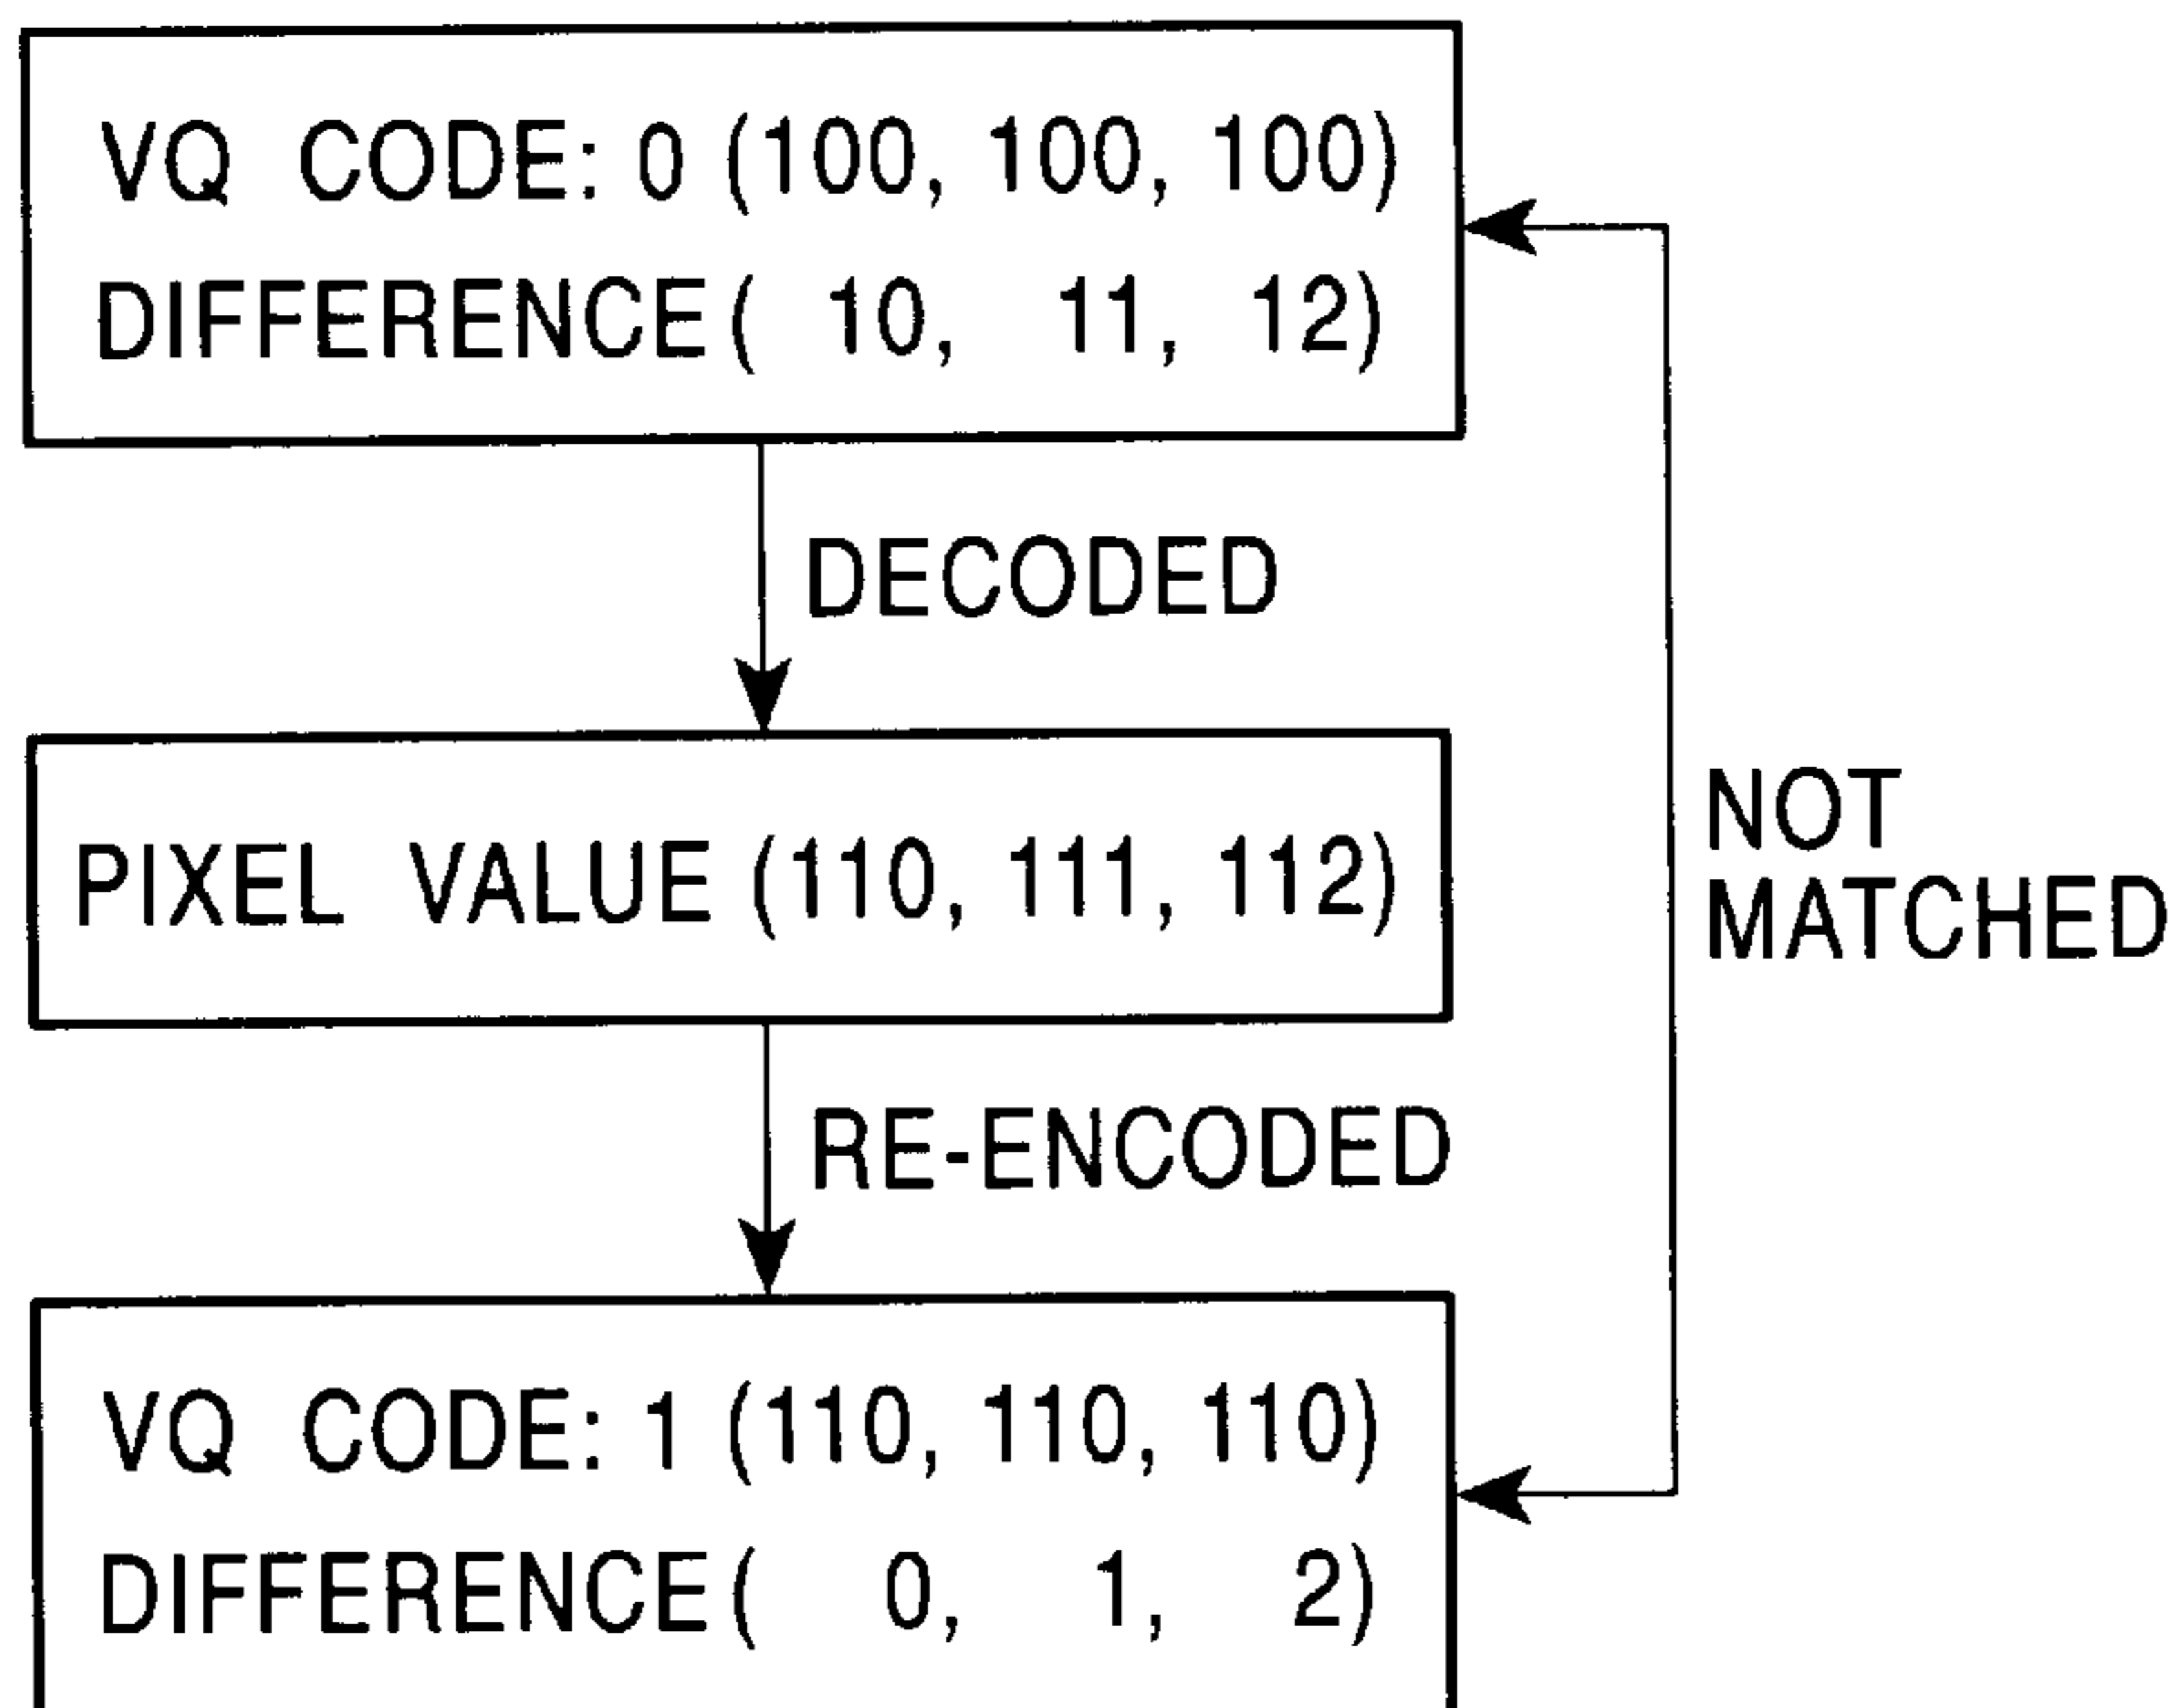 VQ CODE: 0 (100, 100, 100)
DIFFERENCE( 10, 11, 12)
DECODED
PIXEL VALUE (110, 111, 112)
NOT
MATCHED
RE-ENCODED
VQ CODE: 1 (110, 110, 110)
DIFFERENCE( 0, 1, 2)